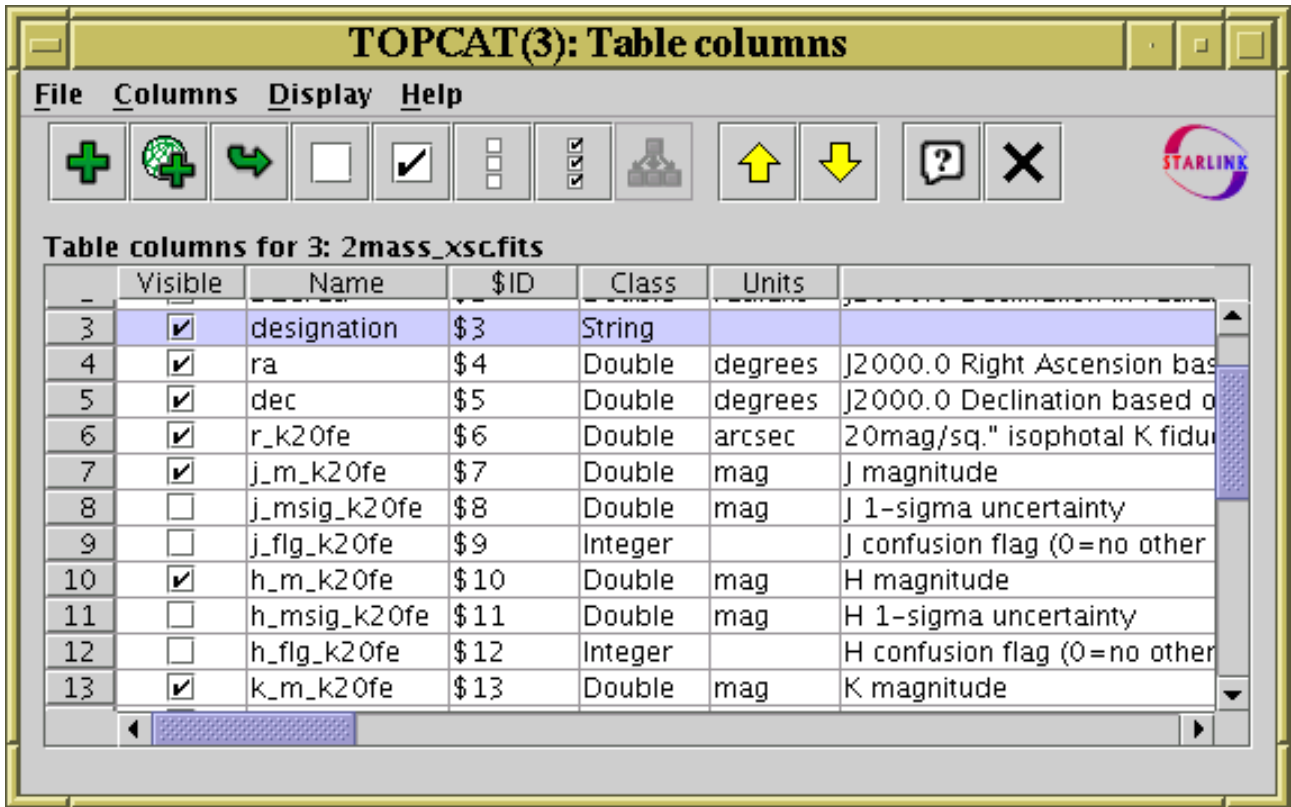 TOPCAT(3): Table columns
File Columns Display Help
STARLINK
Table columns for 3: 2mass_xsc.fits
Visible Name $ID Class Units
3 designation $3 String
4 ra $4 Double degrees J2000.0 Right Ascension bas
5 dec $5 Double degrees J2000.0 Declination based o
6 r_k20fe $6 Double arcsec 20mag/sq." isophotal K fidu
7 j_m_k20fe $7 Double mag J magnitude
8 j_msig_k20fe $8 Double mag J 1-sigma uncertainty
9 j_flg_k20fe $9 Integer J confusion flag (0=no other
10 h_m_k20fe $10 Double mag H magnitude
11 h_msig_k20fe $11 Double mag H 1-sigma uncertainty
12 h_flg_k20fe $12 Integer H confusion flag (0=no other
13 k_m_k20fe $13 Double mag K magnitude